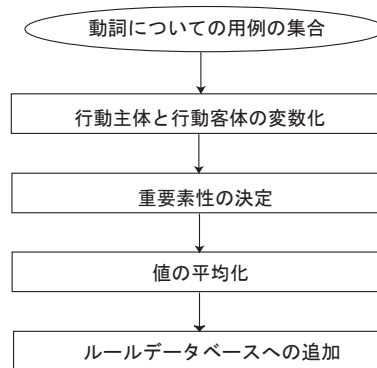 動詞についての用例の集合
行動主体と行動客体の変数化
重要素性の決定
値の平均化
ルールデータベースへの追加